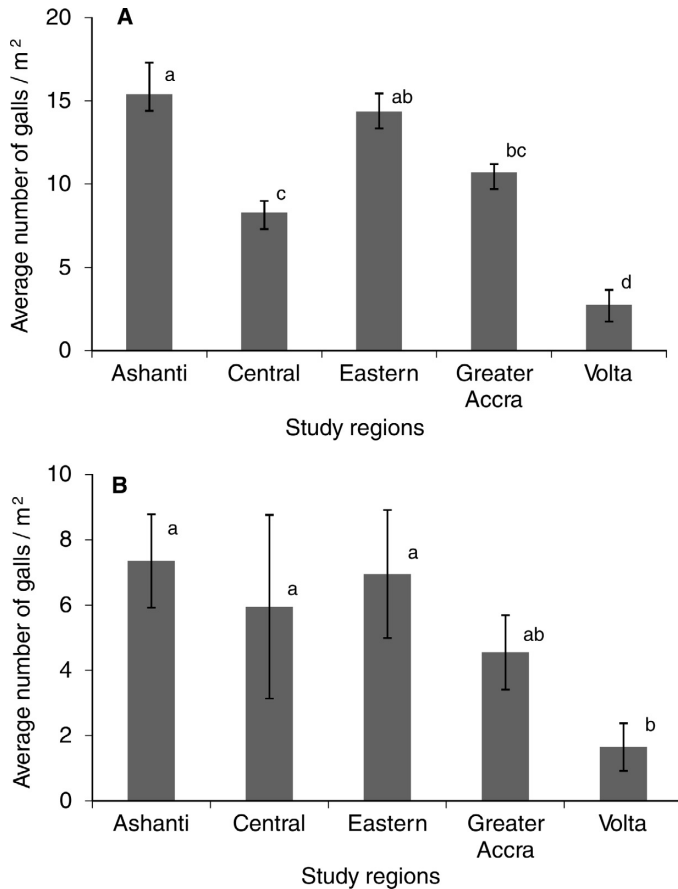 A
Average number of galls / m²
20
15
10
5
0
a
c
ab
bc
d
Ashanti
Central
Eastern
Greater
Accra
Volta
Study regions
B
Average number of galls / m²
10
8
6
4
2
0
a
a
a
ab
b
Ashanti
Central
Eastern
Greater
Accra
Volta
Study regions